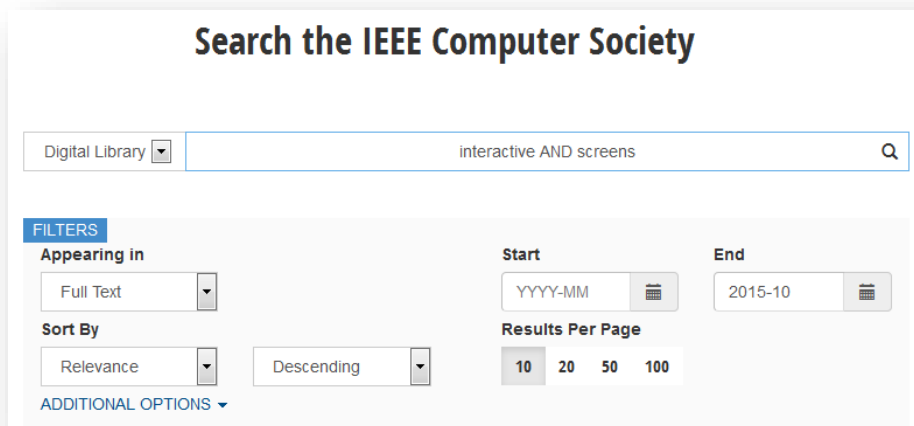 Search the IEEE Computer Society
Digital Library interactive AND screens
FILTERS
Appearing in Start End
Full Text YYYY-MM 2015-10
Sort By Results Per Page
Relevance Descending 10 20 50 100
ADDITIONAL OPTIONS